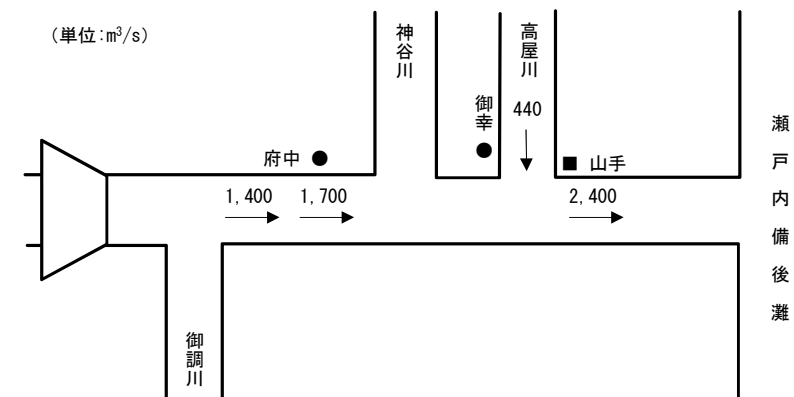 (単位:m³/s)
神谷川
高屋川
御幸
440
府中
山手
1,400
1,700
2,400
瀬戸内備後灘
御調川